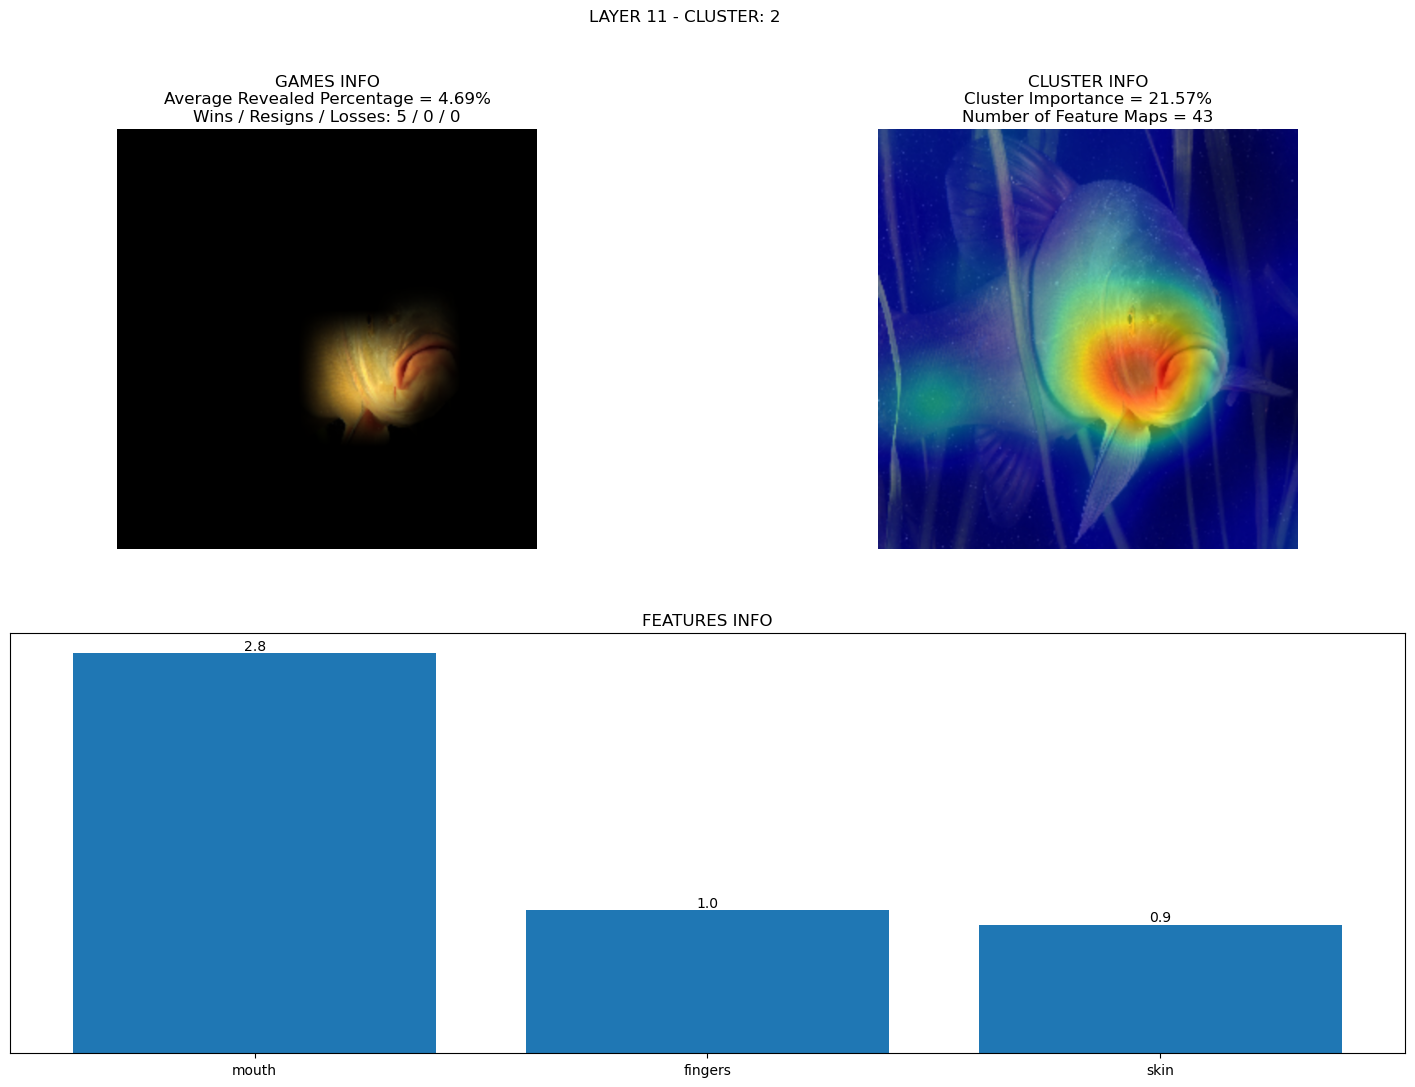 LAYER 11 - CLUSTER: 2
GAMES INFO
Average Revealed Percentage = 4.69%
Wins / Resigns / Losses: 5 / 0 / 0
CLUSTER INFO
Cluster Importance = 21.57%
Number of Feature Maps = 43
FEATURES INFO
2.8
1.0
0.9
mouth
fingers
skin